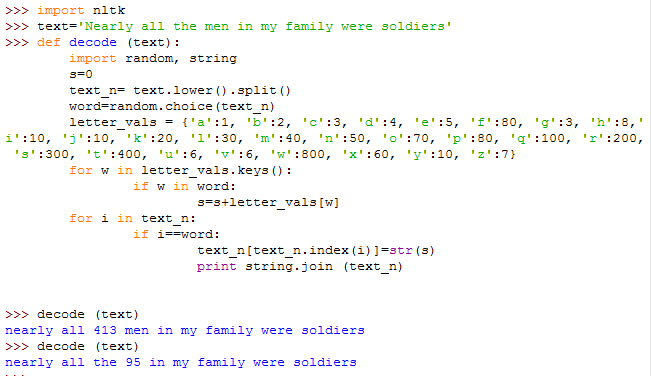 >>> import nltk
>>> text='Nearly all the men in my family were soldiers'
>>> def decode (text):
        import random, string
        s=0
        text_n= text.lower().split()
        word=random.choice(text_n)
        letter_vals = {'a':1, 'b':2, 'c':3, 'd':4, 'e':5, 'f':80, 'g':3, 'h':8,'
i':10, 'j':10, 'k':20, 'l':30, 'm':40, 'n':50, 'o':70, 'p':80, 'q':100, 'r':200,
 's':300, 't':400, 'u':6, 'v':6, 'w':800, 'x':60, 'y':10, 'z':7}
        for w in letter_vals.keys():
                if w in word:
                        s=s+letter_vals[w]
        for i in text_n:
                if i==word:
                        text_n[text_n.index(i)]=str(s)
                        print string.join (text_n)
>>> decode (text)
nearly all 413 men in my family were soldiers
>>> decode (text)
nearly all the 95 in my family were soldiers